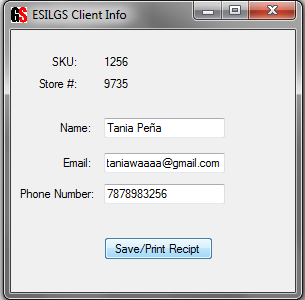 GS ESILGS Client Info
SKU: 1256
Store #: 9735
Name: Tania Peña
Email: taniawaaaa@gmail.com
Phone Number: 7878983256
Save/Print Recipt